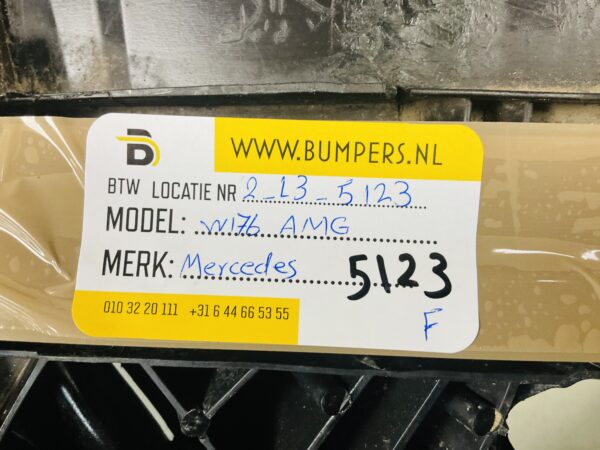 WWW.BUMPERS.NL
BTW LOCATIE NR 2-13-5123
MODEL: W176 AMG
MERK: Mercedes 5123
010 32 20 111 +31 6 44 66 53 55
F